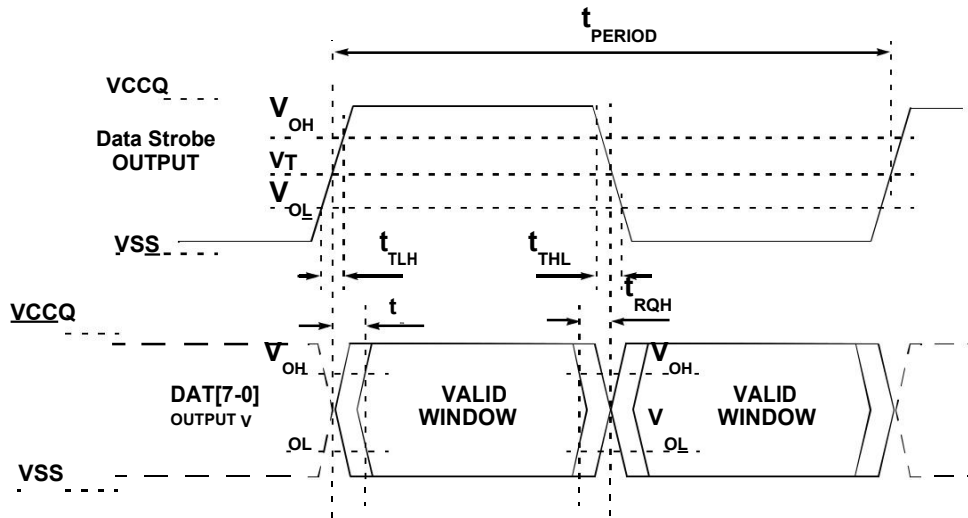 t PERIOD
VCCQ
VOH
Data Strobe
OUTPUT
VT
VOL
VSS
tTLH
tTHL
tRQH
t
VCCQ
VOH
VOH
DAT[7-0]
OUTPUT V
VALID
WINDOW
V
VALID
WINDOW
OL
OL
VSS